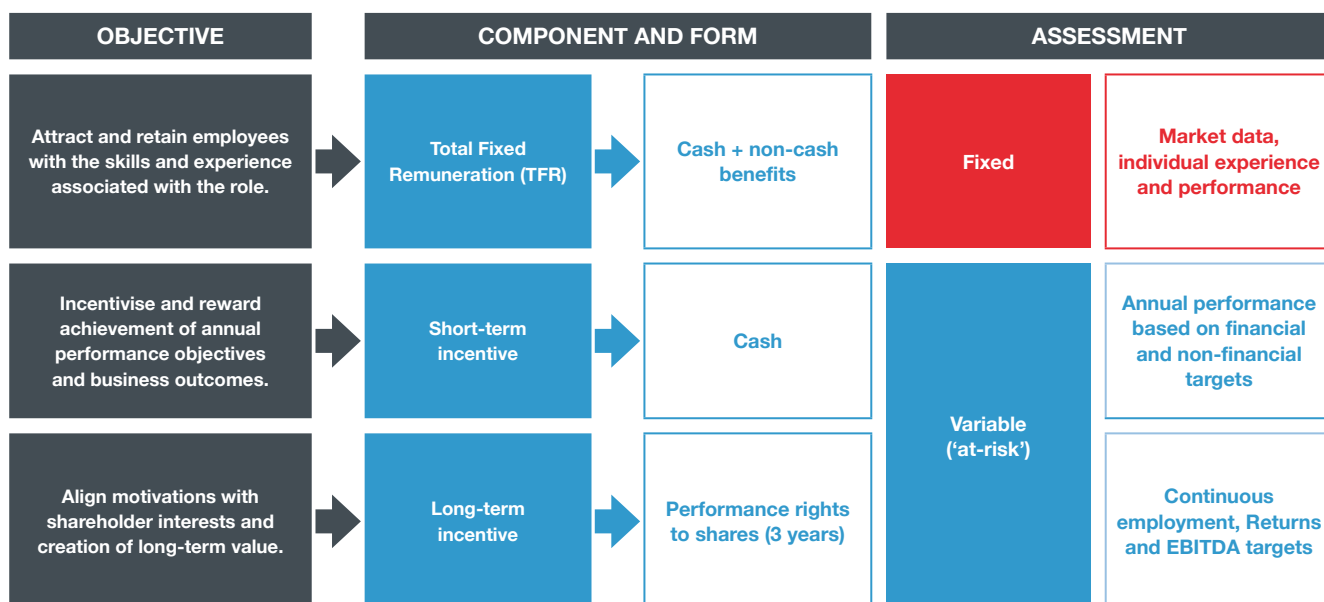 OBJECTIVE
COMPONENT AND FORM
ASSESSMENT
Attract and retain employees
with the skills and experience
associated with the role.
Total Fixed
Remuneration (TFR)
Cash + non-cash
benefits
Fixed
Market data,
individual experience
and performance
Incentivise and reward
achievement of annual
performance objectives
and business outcomes.
Short-term
incentive
Cash
Variable
(‘at-risk’)
Annual performance
based on financial
and non-financial
targets
Align motivations with
shareholder interests and
creation of long-term value.
Long-term
incentive
Performance rights
to shares (3 years)
Continuous
employment, Returns
and EBITDA targets